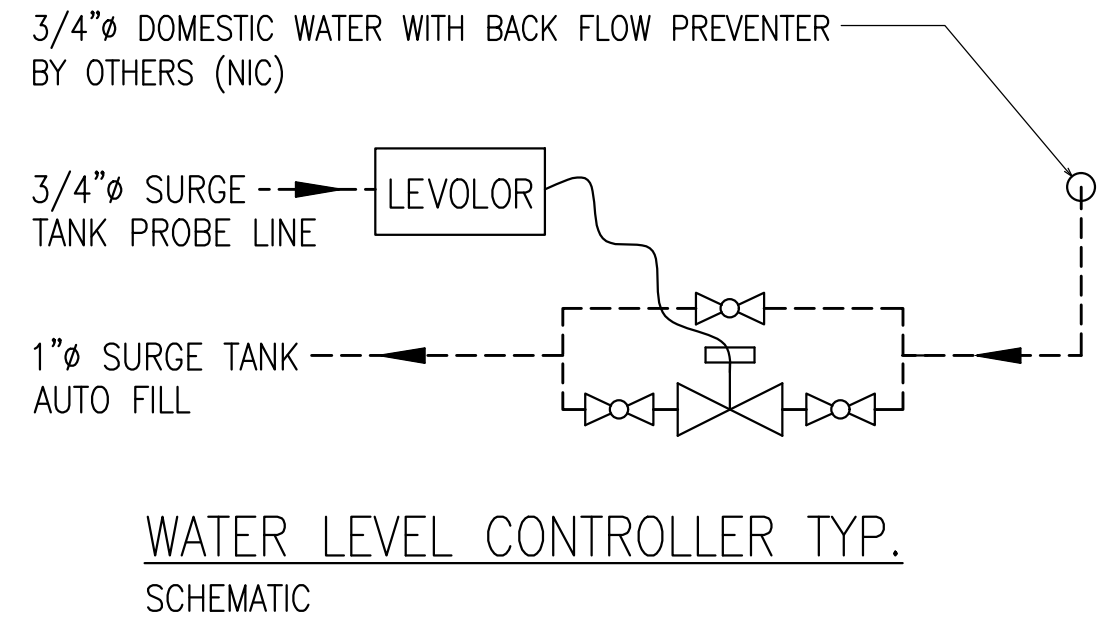 3/4"ø DOMESTIC WATER WITH BACK FLOW PREVENTER
BY OTHERS (NIC)
3/4"ø SURGE
TANK PROBE LINE
LEVOLOR
1"ø SURGE TANK
AUTO FILL
WATER LEVEL CONTROLLER TYP.
SCHEMATIC